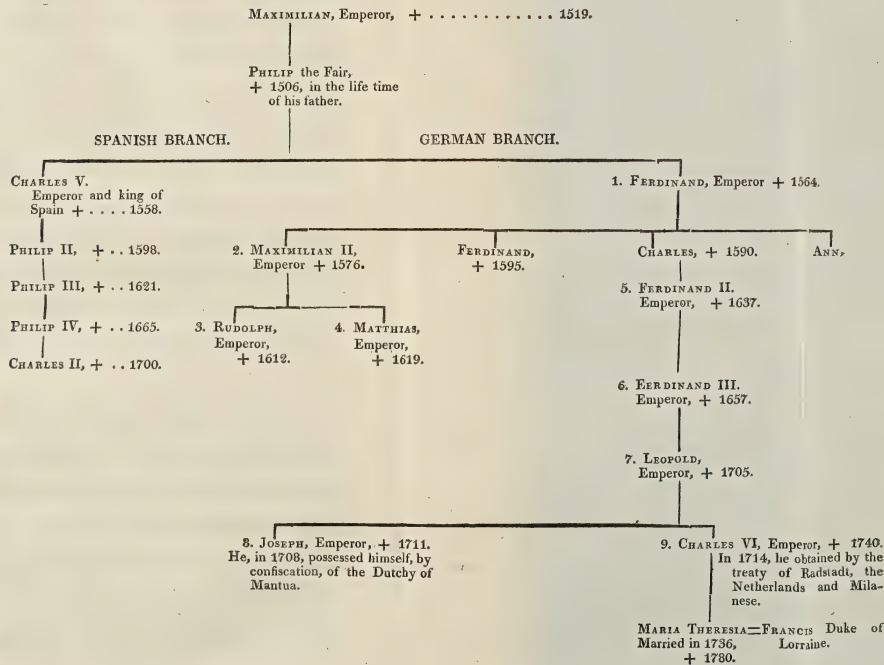 MAXIMILIAN, Emperor, + . . . . . . . . . . . . 1519.
PHILIP the Fair,
+ 1506, in the life time
of his father.
SPANISH BRANCH.
GERMAN BRANCH.
CHARLES V.
Emperor and king of
Spain + . . . . 1558.
PHILIP II, + . . 1598.
PHILIP III, + . . 1621.
PHILIP IV, + . . 1665.
CHARLES II, + . . 1700.
1. FERDINAND, Emperor + 1564.
2. MAXIMILIAN II,
Emperor + 1576.
FERDINAND,
+ 1595.
CHARLES, + 1590.
ANN,
3. RUDOLPH,
Emperor,
+ 1612.
4. MATTHIAS,
Emperor,
+ 1619.
5. FERDINAND II.
Emperor, + 1637.
6. EERDINAND III.
Emperor, + 1657.
7. LEOPOLD,
Emperor, + 1705.
8. JOSEPH, Emperor, + 1711.
He, in 1708, possessed himself, by
confiscation, of the Dutchy of
Mantua.
9. CHARLES VI, Emperor, + 1740.
In 1714, he obtained by the
treaty of Radstadt, the
Netherlands and Mila-
nese.
MARIA THERESIA=FRANCIS Duke of
Married in 1736, Lorraine.
+ 1780.